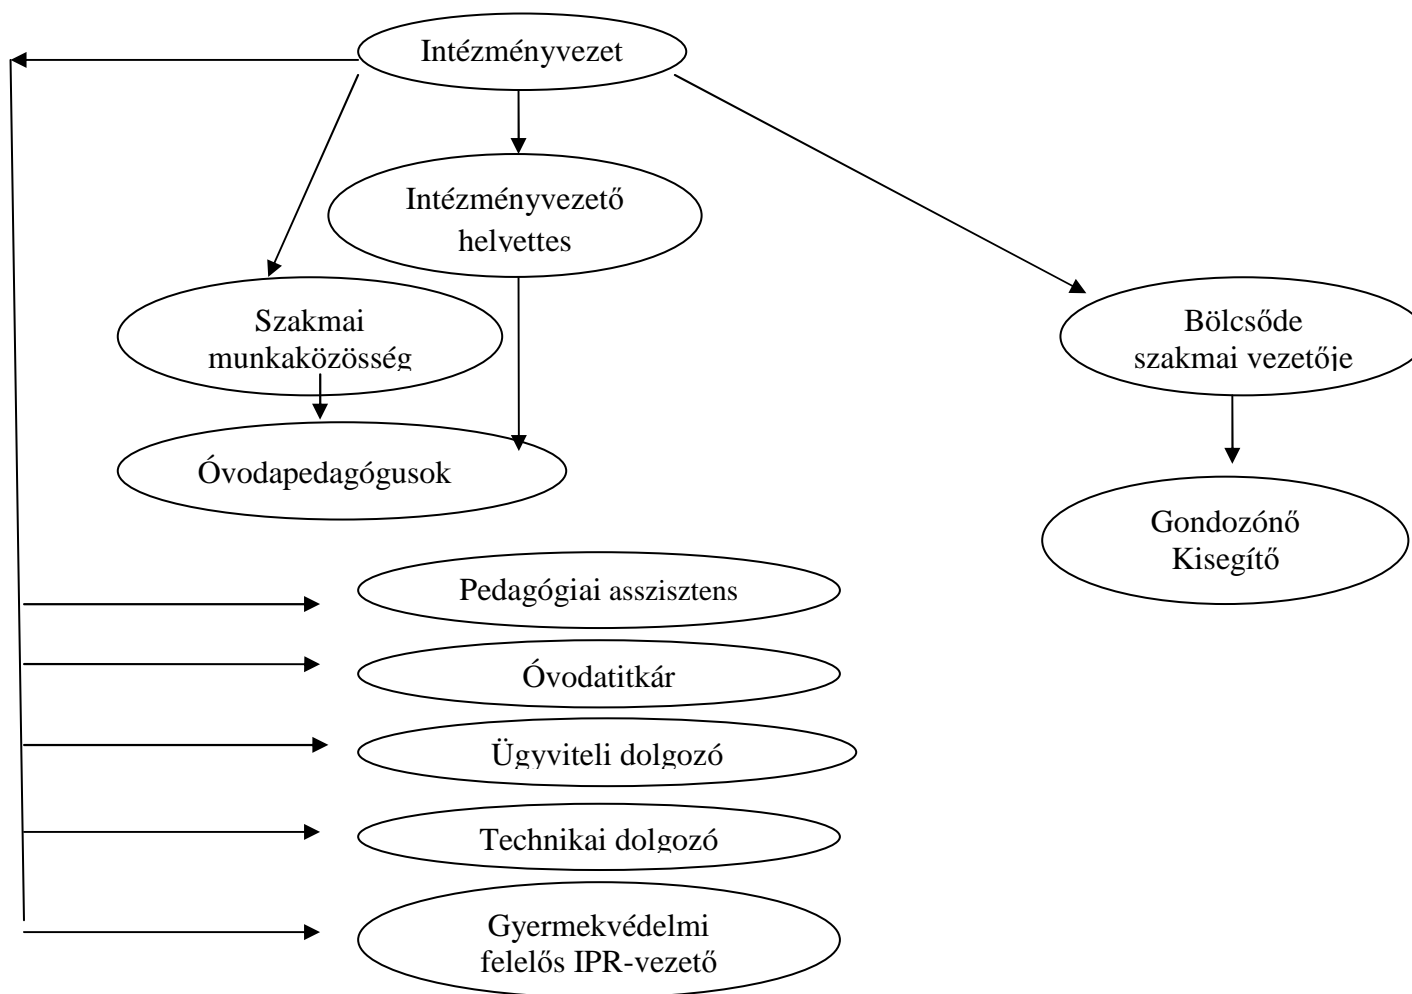 Intézményvezet
Intézményvezető
helvettes
Szakmai
munkaközösség
Bölcsőde
szakmai vezetője
Óvodapedagógusok
Gondozónő
Kisegítő
Pedagógiai asszisztens
Óvodatitkár
Ügyviteli dolgozó
Technikai dolgozó
Gyermekvédelmi
felelős IPR-vezető